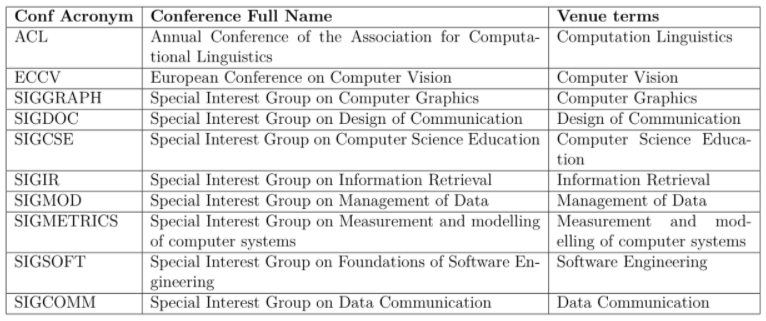 Conf Acronym Conference Full Name Venue terms
ACL Annual Conference of the Association for Computa- Computation Linguistics
tional Linguistics
ECCV European Conference on Computer Vision Computer Vision
SIGGRAPH Special Interest Group on Computer Graphics Computer Graphics
SIGDOC Special Interest Group on Design of Communication Design of Communication
SIGCSE Special Interest Group on Computer Science Education Computer Science Educa-
tion
SIGIR Special Interest Group on Information Retrieval Information Retrieval
SIGMOD Special Interest Group on Management of Data Management of Data
SIGMETRICS Special Interest Group on Measurement and modelling Measurement and mod-
of computer systems elling of computer systems
SIGSOFT Special Interest Group on Foundations of Software En- Software Engineering
gineering
SIGCOMM Special Interest Group on Data Communication Data Communication